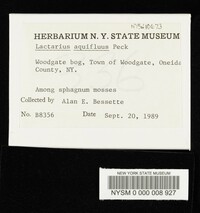 HERBARIUM N. Y. STATE MUSEUM
Lactarius aquifluus Peck
Woodgate bog, Town of Woodgate, Oneida
County, NY.
Among sphagnum mosses
Collected by Alan E. Bessette
No. 88356 Date Sept. 20, 1989
NEW YORK STATE MUSEUM
NYSM 0 000 008 927